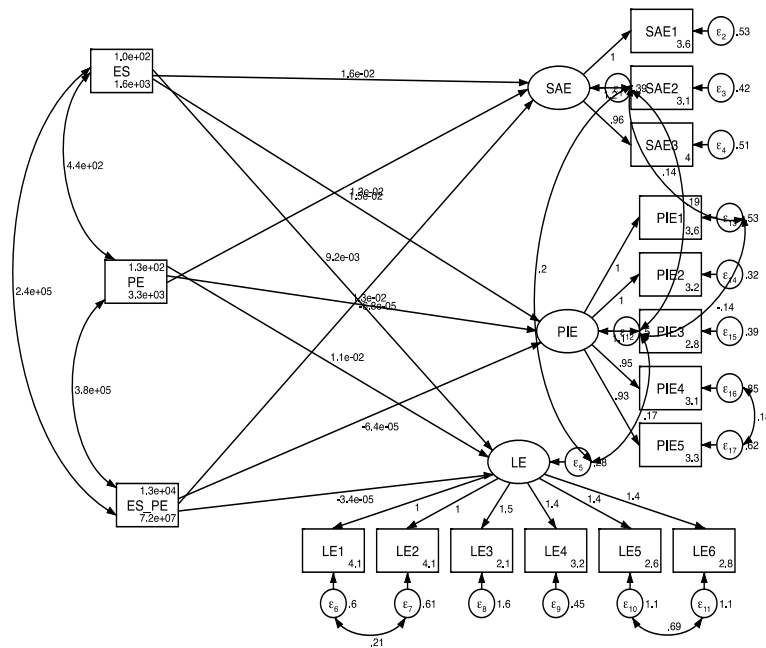 1.0e+02
ES
1.6e+03
1.3e+02
PE
3.3e+03
1.3e+04
ES_PE
7.2e+07
4.4e+02
2.4e+05
3.8e+05
1.6e-02
1.5e-02
9.2e-03
1.3e-02
1.1e-02
-6.4e-05
-3.4e-05
SAE
1
.96
SAE1
3.6
ε2 .53
SAE2
3.1
ε3 .42
SAE3
4
ε4 .51
.14
.19
.2
-.14
.17
PIE
1
1
.95
.93
PIE1
3.6
ε13 .53
PIE2
3.2
ε14 .32
PIE3
2.8
ε15 .39
PIE4
3.1
ε16
PIE5
3.3
ε17 .62
LE
ε5
1
1
1.5
1.4
1.4
1.4
LE1
4.1
LE2
4.1
LE3
2.1
LE4
3.2
LE5
2.6
LE6
2.8
ε6 .6
ε7 .61
ε8 1.6
ε9 .45
ε10 1.1
ε11 1.1
.21
.69